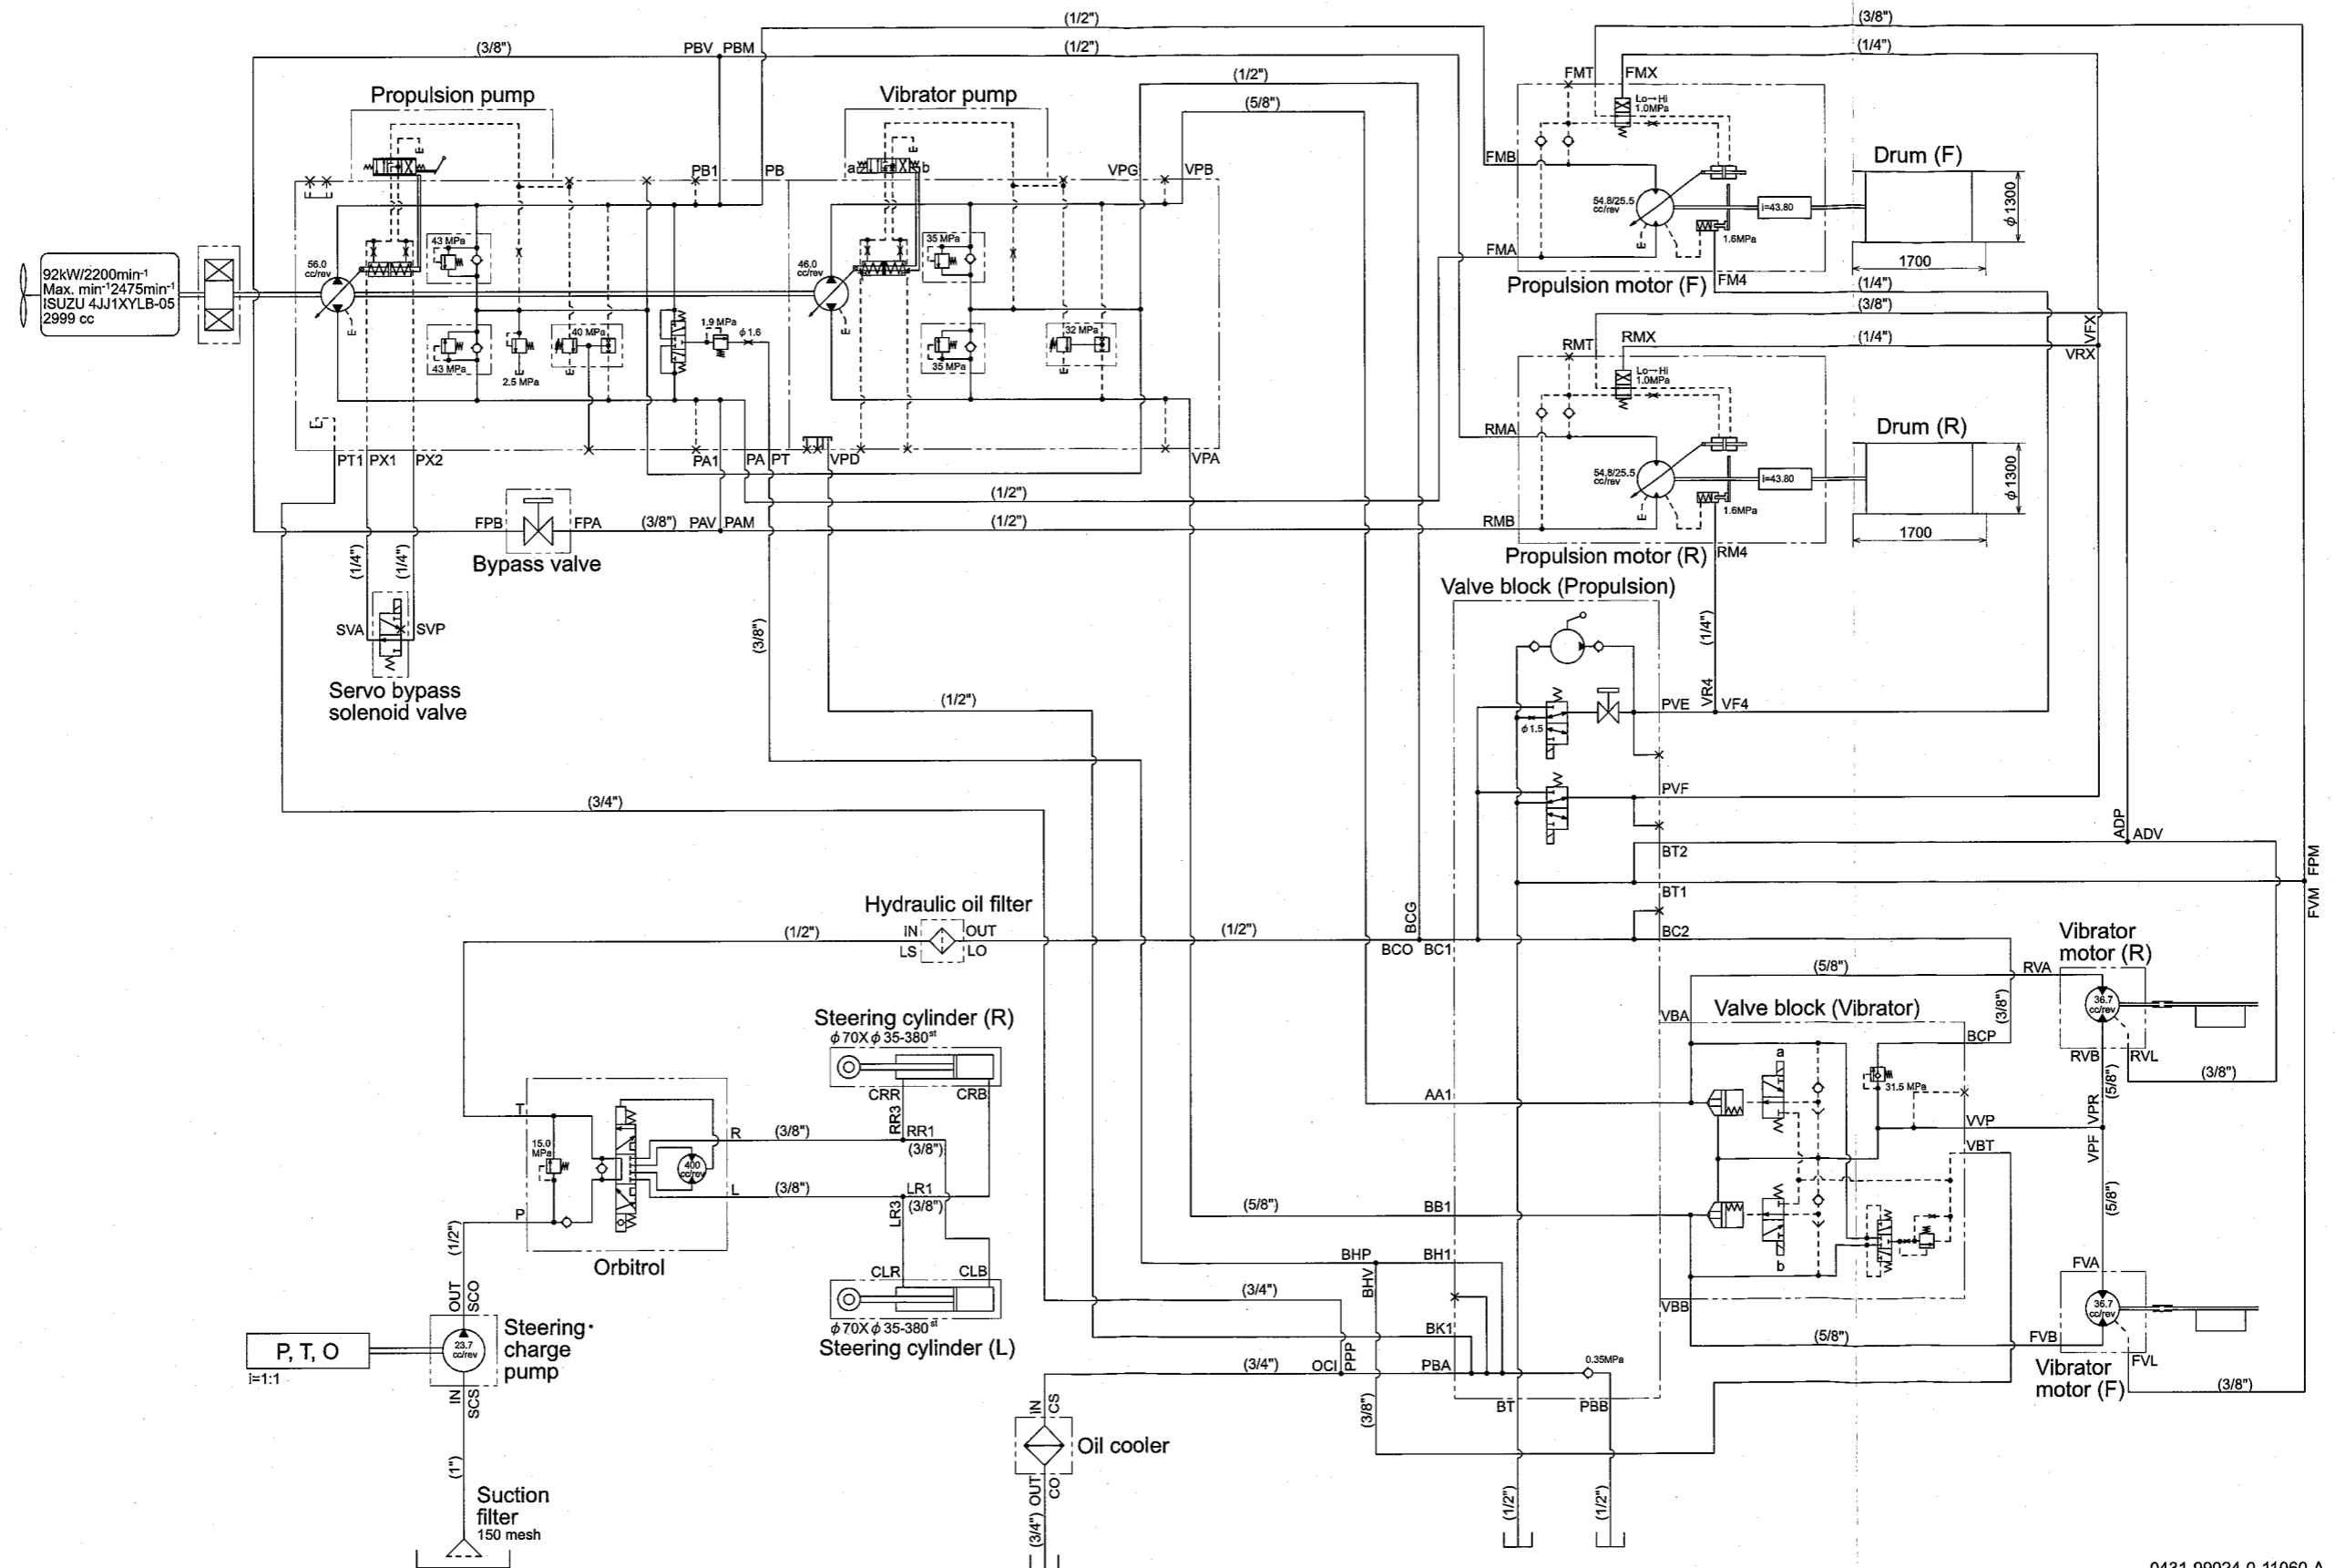 (1/2")
(3/8")
(3/8")
PBV
PBM
(1/2")
(1/4")
(1/2")
FMT
FMX
Propulsion pump
Vibrator pump
(5/8")
Lo→Hi
1.0MPa
Drum (F)
FMB
a
b
PB1
PB
VPG
VPB
54.8/25.5
cc/rev
i=43.80
φ1300
1.6MPa
43 MPa
35 MPa
FMA
1700
56.0
cc/rev
46.0
cc/rev
92kW/2200min-1
Max. min-12475min-1
ISUZU 4JJ1XYLB-05
2999 cc
Propulsion motor (F)
FM4
(1/4")
(3/8")
1.9 MPa
φ1.6
40 MPa
32 MPa
RMT
RMX
(1/4")
VFX
VRX
43 MPa
2.5 MPa
35 MPa
Lo→Hi
1.0MPa
RMA
Drum (R)
PT1
PX1
PX2
PA1
PA
PT
VPD
VPA
54.8/25.5
cc/rev
i=43.80
φ1300
1.6MPa
(1/2")
FPB
FPA
(3/8")
PAV
PAM
(1/2")
RMB
1700
Bypass valve
Propulsion motor (R)
RM4
(1/4")
(1/4")
Valve block (Propulsion)
SVA
SVP
(3/8")
(1/4")
Servo bypass
solenoid valve
(1/2")
PVE
VR4
VF4
φ1.5
(3/4")
PVF
ADP
ADV
BT2
FPM
BT1
FVM
Hydraulic oil filter
(1/2")
IN
OUT
LS
LO
(1/2")
BCG
BCO
BC1
BC2
Vibrator
motor (R)
(5/8")
RVA
36.7
cc/rev
Steering cylinder (R)
φ70Xφ35-380st
VBA
Valve block (Vibrator)
(3/8")
BCP
RVB
RVL
(3/8")
CRR
CRB
AA1
a
31.5 MPa
(5/8")
VPR
T
15.0
MPa
R
(3/8")
RR3
RR1
(3/8")
400
cc/rev
VVP
VPF
VBT
L
(3/8")
LR1
LR3
(3/8")
P
(1/2")
(5/8")
BB1
(5/8")
Orbitrol
CLR
CLB
BHP
BH1
b
FVA
BHV
(3/4")
VBB
36.7
cc/rev
OUT
SCO
φ70Xφ35-380st
Steering cylinder (L)
BK1
(5/8")
FVB
P, T, O
i=1:1
23.7
cc/rev
Steering·
charge
pump
(3/4")
OCI
PPP
PBA
0.35MPa
Vibrator
motor (F)
FVL
(3/8")
IN
SCS
IN
CS
(3/8")
BT
PBB
Oil cooler
(1")
OUT
CO
(3/4")
(1/2")
(1/2")
Suction
filter
150 mesh
0431-99024-0-11060-A